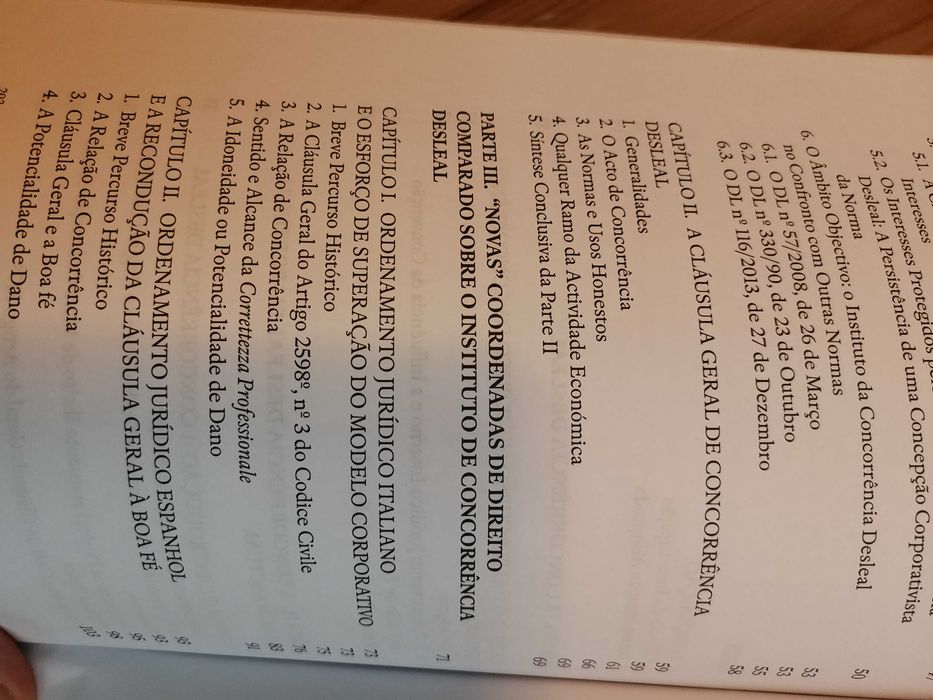 5.1. A
Interesses
5.2. Os Interesses Protegidos
Desleal: A Persistência de uma Concepção Corporativista
da Norma 50
6. O Âmbito Objectivo: o Instituto da Concorrência Desleal
no Confronto com Outras Normas 53
6.1. O DL nº 57/2008, de 26 de Março 53
6.2. O DL nº 330/90, de 23 de Outubro 55
6.3. O DL nº 116/2013, de 27 de Dezembro 58
CAPÍTULO II. A CLÁUSULA GERAL DE CONCORRÊNCIA
DESLEAL 59
1. Generalidades 59
2. O Acto de Concorrência 61
3. As Normas e Usos Honestos 66
4. Qualquer Ramo da Actividade Económica 69
5. Síntese Conclusiva da Parte II 69
PARTE III. “NOVAS” COORDENADAS DE DIREITO
COMPARADO SOBRE O INSTITUTO DE CONCORRÊNCIA
DESLEAL 71
CAPÍTULO I. ORDENAMENTO JURÍDICO ITALIANO
E O ESFORÇO DE SUPERAÇÃO DO MODELO CORPORATIVO 73
1. Breve Percurso Histórico 73
2. A Cláusula Geral do Artigo 2598º, nº 3 do Codice Civile 75
3. A Relação de Concorrência 76
4. Sentido e Alcance da Correttezza Professionale 83
5. A Idoneidade ou Potencialidade de Dano 91
CAPÍTULO II. ORDENAMENTO JURÍDICO ESPANHOL
E A RECONDUÇÃO DA CLÁUSULA GERAL À BOA FÉ 93
1. Breve Percurso Histórico 93
2. A Relação de Concorrência 95
3. Cláusula Geral e a Boa fé 98
4. A Potencialidade de Dano 103